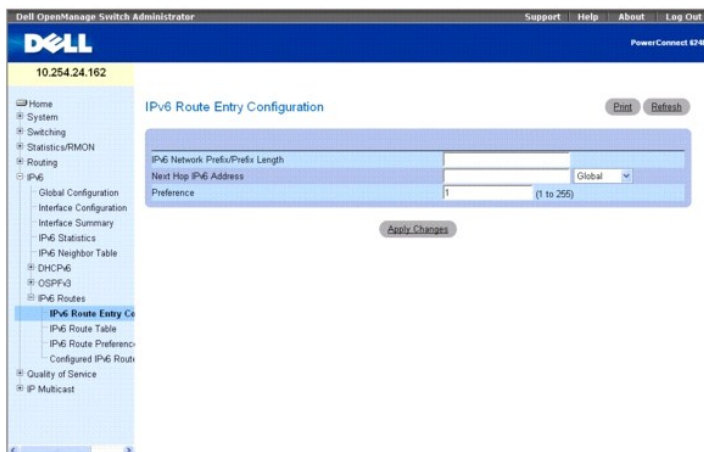 Dell OpenManage Switch Administrator
Support Help About Log Out
DELL
PowerConnect 624
10.254.24.162
Home
System
Switching
Statistics/RMON
Routing
IPv6
Global Configuration
Interface Configuration
Interface Summary
IPv6 Statistics
IPv6 Neighbor Table
DHCPv6
OSPFv3
IPv6 Routes
IPv6 Route Entry Co
IPv6 Route Table
IPv6 Route Preferenc
Configured IPv6 Rout
Quality of Service
IP Multicast
IPv6 Route Entry Configuration
Print Refresh
IPv6 Network Prefix/Prefix Length
Next Hop IPv6 Address Global
Preference 1 (1 to 255)
Apply Changes